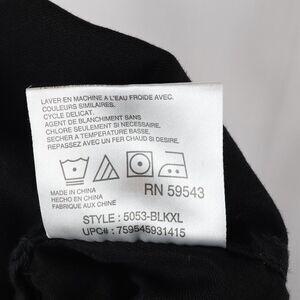 LAVER EN MACHINE A L'EAU FROIDE AVEC.
COULEURS SIMILAIRES.
CYCLE DELICAT.
AGENT DE BLANCHIMENT SANS
CHLORE SEULEMENT SI NECESSAIRE.
SECHER A TEMPERATURE BASSE.
REPASSEZ AVEC UN FER CHAUD SI DESIRE.
MADE IN CHINA
HECHO EN CHINA
FABRIQUE AUX CHINA
RN 59543
STYLE : 5053-BLKXL
UPC# : 759545931415